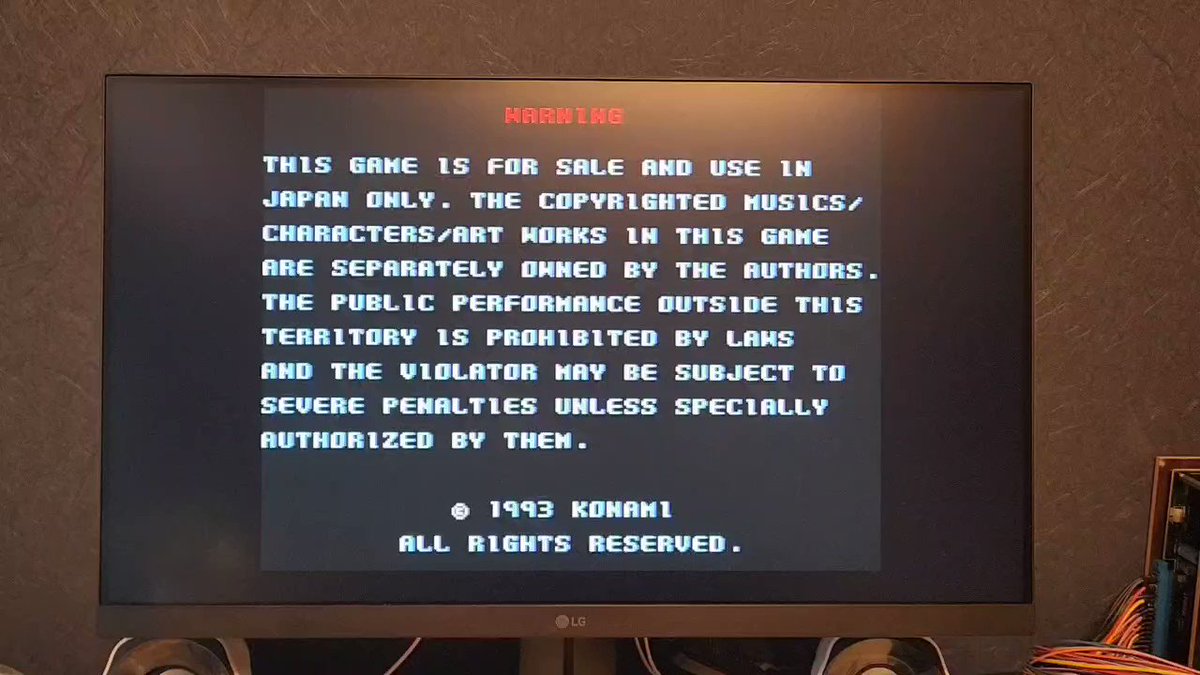 WARNING
THIS GAME IS FOR SALE AND USE IN
JAPAN ONLY. THE COPYRIGHTED MUSICS/
CHARACTERS/ART WORKS IN THIS GAME
ARE SEPARATELY OWNED BY THE AUTHORS.
THE PUBLIC PERFORMANCE OUTSIDE THIS
TERRITORY IS PROHIBITED BY LAWS
AND THE VIOLATOR MAY BE SUBJECT TO
SEVERE PENALTIES UNLESS SPECIALLY
AUTHORIZED BY THEM.
© 1993 KONAMI
ALL RIGHTS RESERVED.
LG